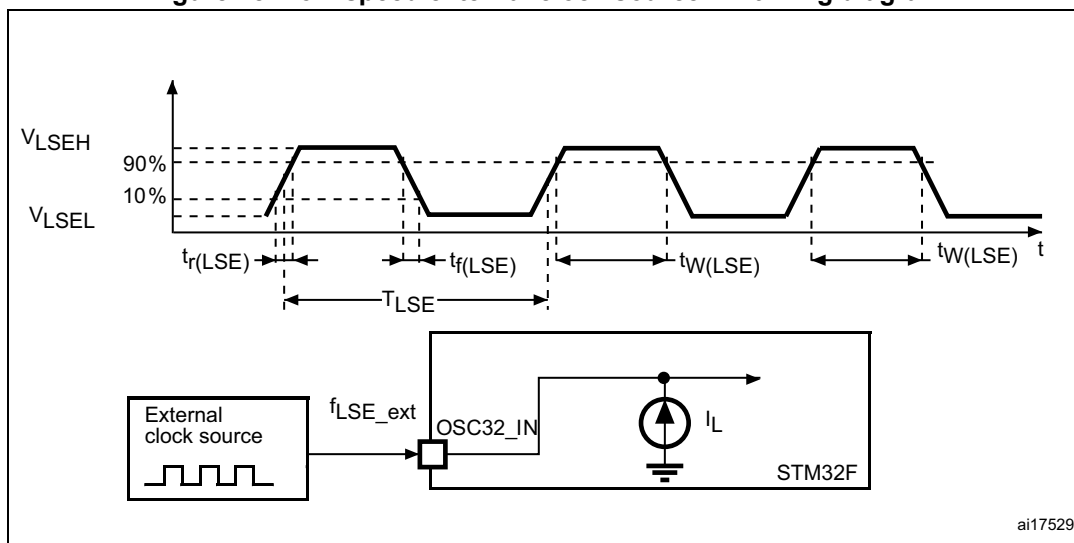 V_LSEH
90%
10%
V_LSEL
t_r(LSE)
t_f(LSE)
t_W(LSE)
t_W(LSE)
t
T_LSE
External
clock source
f_LSE_ext
OSC32_IN
I_L
STM32F
ai17529